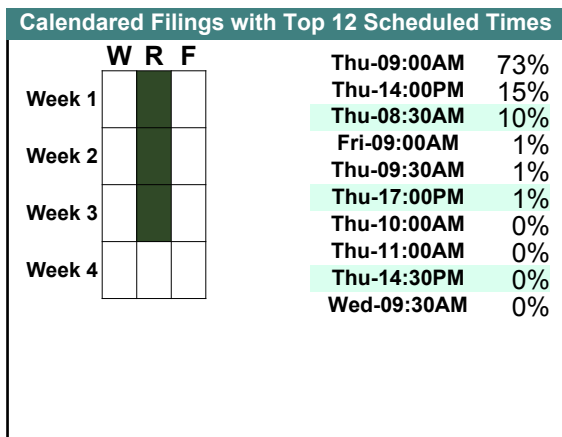 Calendared Filings with Top 12 Scheduled Times
W R F
Week 1
Week 2
Week 3
Week 4
Thu-09:00AM 73%
Thu-14:00PM 15%
Thu-08:30AM 10%
Fri-09:00AM 1%
Thu-09:30AM 1%
Thu-17:00PM 1%
Thu-10:00AM 0%
Thu-11:00AM 0%
Thu-14:30PM 0%
Wed-09:30AM 0%